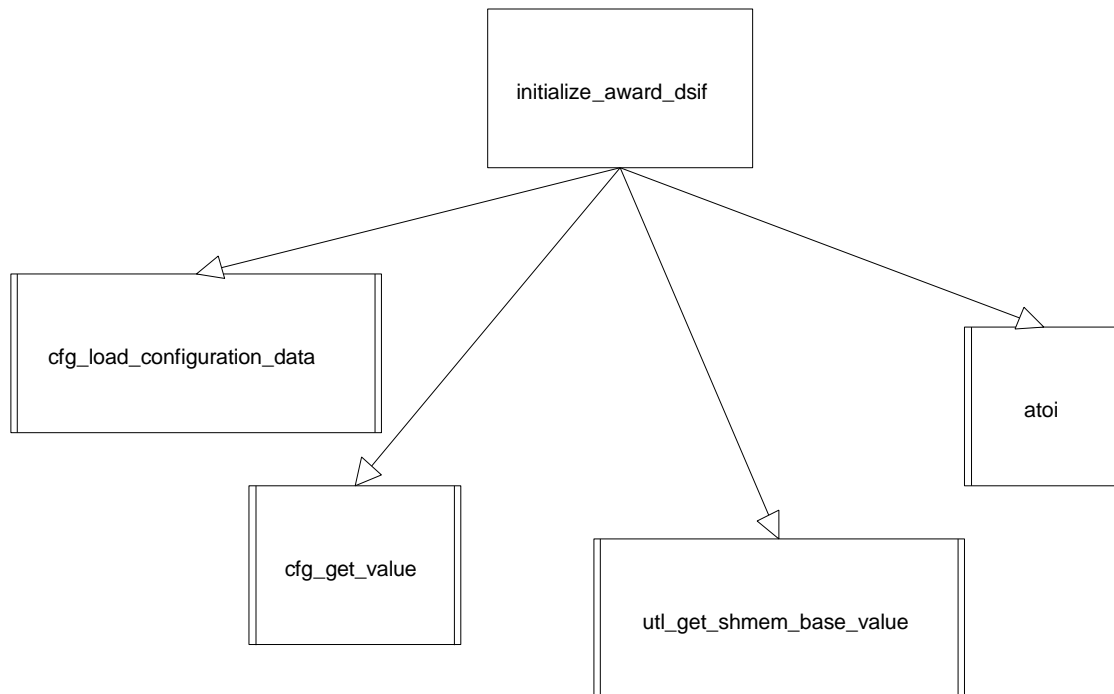 initialize_award_dsif
cfg_load_configuration_data
atoi
cfg_get_value
utl_get_shmem_base_value